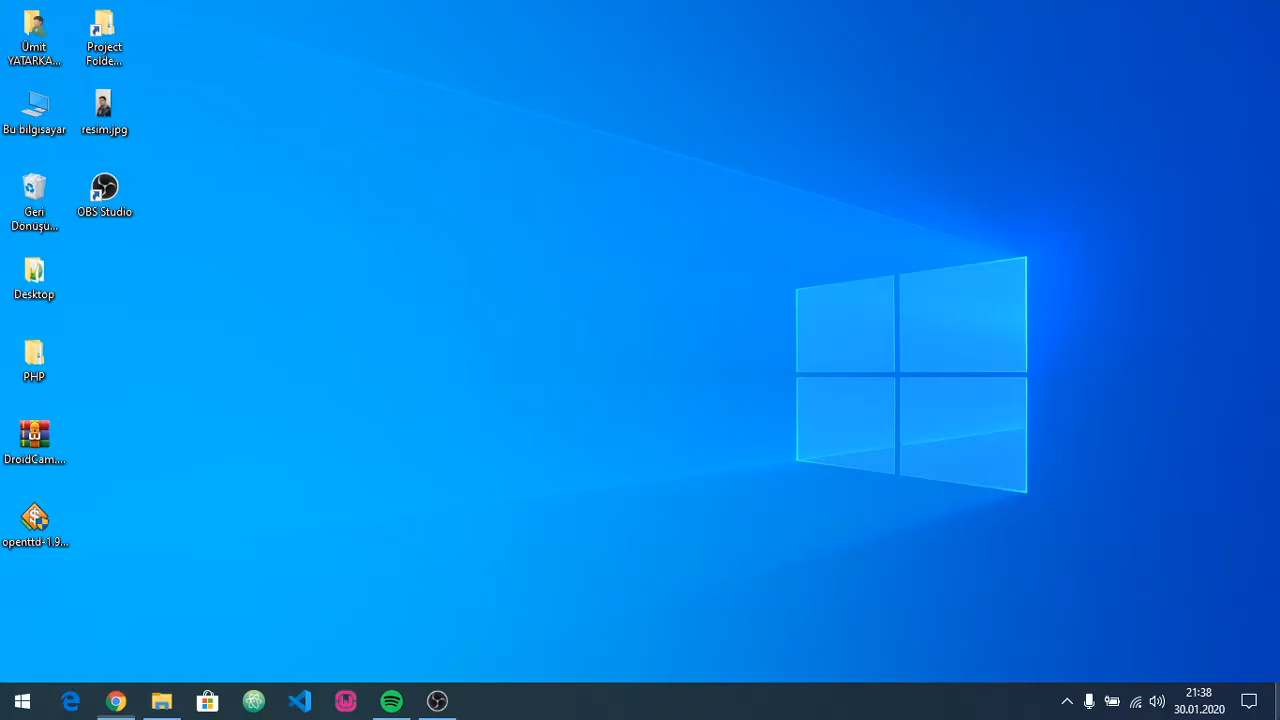 Ümit
YATARKA...
Project
Folde...
Bu bilgisayar
resim.jpg
Geri
Dönüşü...
OBS Studio
Desktop
PHP
DroidCam....
openttd-1.9...
21:38
30.01.2020